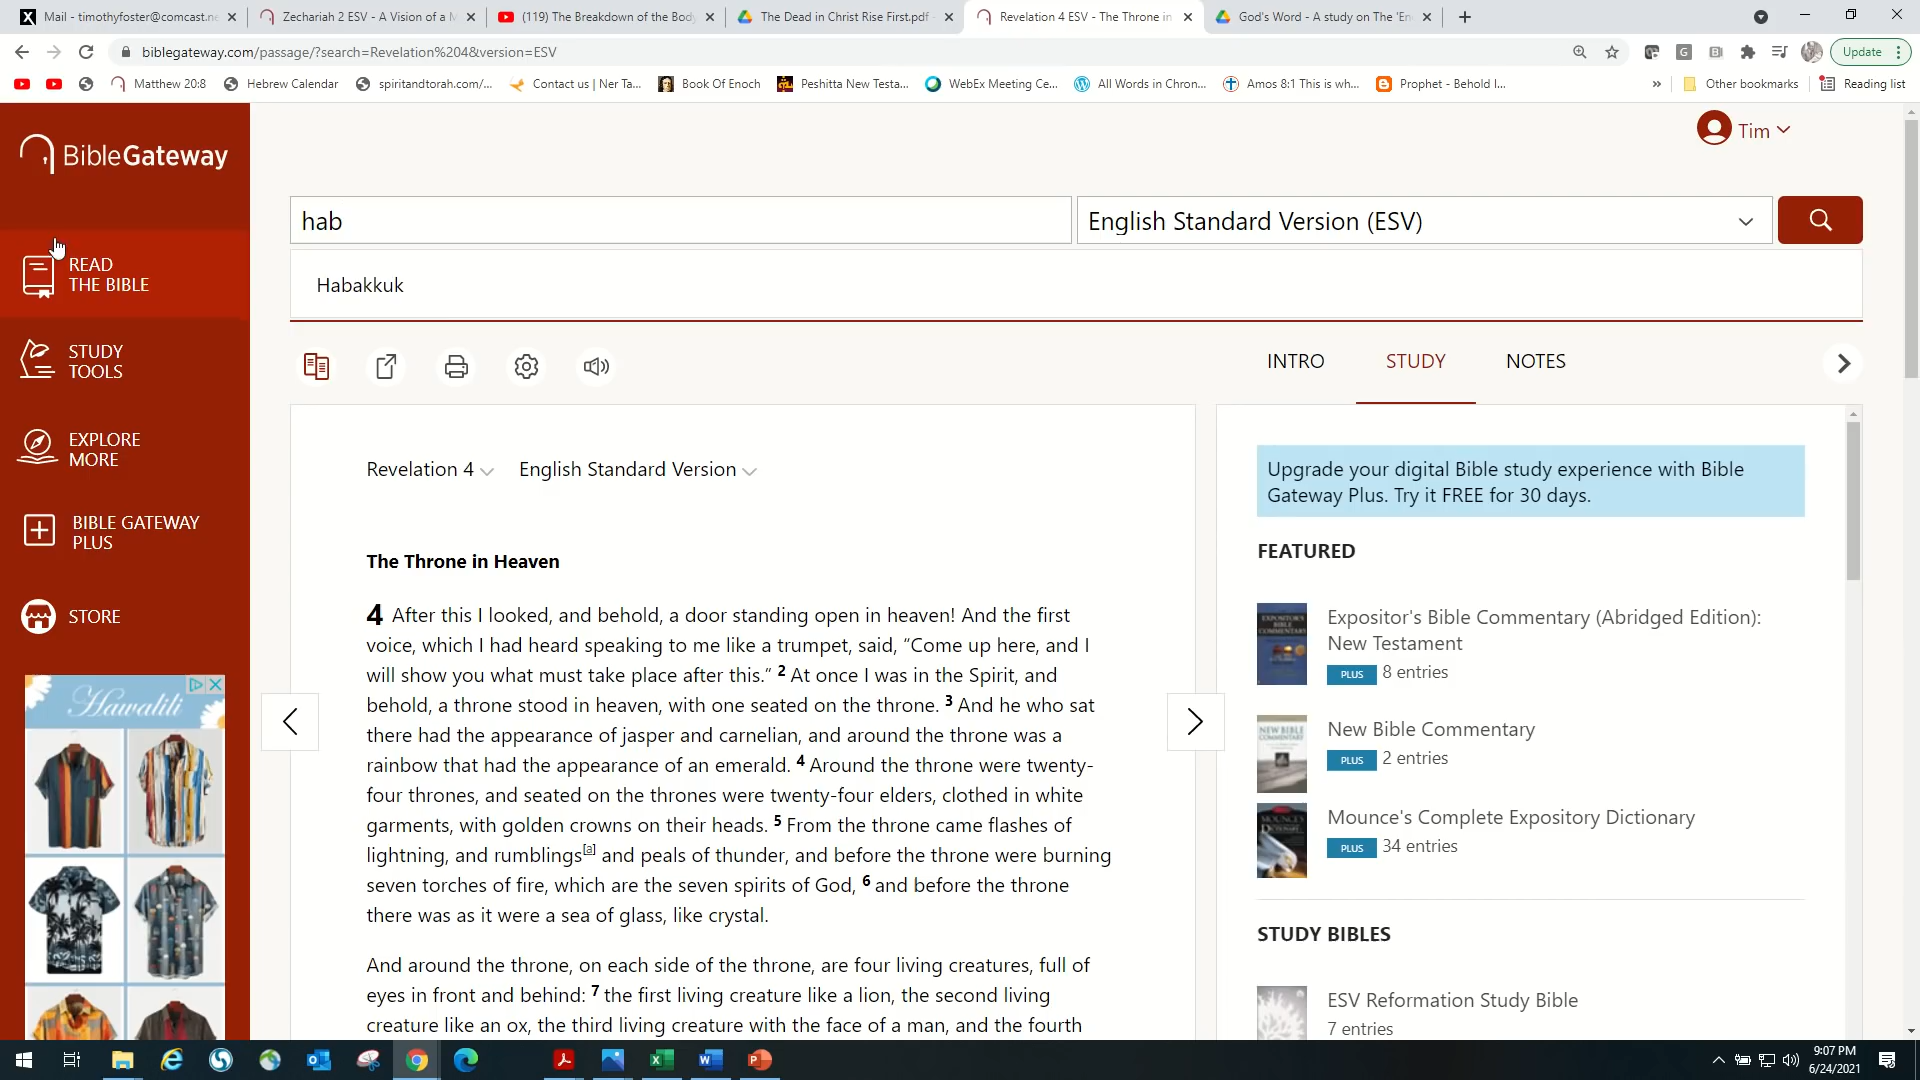 Mail - timothyfoster@comcast.ne
Zechariah 2 ESV - A Vision of a M
(119) The Breakdown of the Body
The Dead in Christ Rise First.pdf -
Revelation 4 ESV - The Throne in
God's Word - A study on The 'En
biblegateway.com/passage/?search=Revelation%204&version=ESV
Update
Matthew 20:8
Hebrew Calendar
spiritandtorah.com/...
Contact us | Ner Ta...
Book Of Enoch
Peshitta New Testa...
WebEx Meeting Ce...
All Words in Chron...
Amos 8:1 This is wh...
Prophet - Behold I...
»
Other bookmarks
Reading list
BibleGateway
Tim
hab
English Standard Version (ESV)
Habakkuk
READ
THE BIBLE
STUDY
TOOLS
EXPLORE
MORE
BIBLE GATEWAY
PLUS
STORE
Hawalili
INTRO
STUDY
NOTES
Revelation 4
English Standard Version
The Throne in Heaven
4 After this I looked, and behold, a door standing open in heaven! And the first
voice, which I had heard speaking to me like a trumpet, said, “Come up here, and I
will show you what must take place after this.” 2 At once I was in the Spirit, and
behold, a throne stood in heaven, with one seated on the throne. 3 And he who sat
there had the appearance of jasper and carnelian, and around the throne was a
rainbow that had the appearance of an emerald. 4 Around the throne were twenty-
four thrones, and seated on the thrones were twenty-four elders, clothed in white
garments, with golden crowns on their heads. 5 From the throne came flashes of
lightning, and rumblings[a] and peals of thunder, and before the throne were burning
seven torches of fire, which are the seven spirits of God, 6 and before the throne
there was as it were a sea of glass, like crystal.
And around the throne, on each side of the throne, are four living creatures, full of
eyes in front and behind: 7 the first living creature like a lion, the second living
creature like an ox, the third living creature with the face of a man, and the fourth
Upgrade your digital Bible study experience with Bible
Gateway Plus. Try it FREE for 30 days.
FEATURED
EXPOSITOR'S
BIBLE
COMMENTARY
Expositor's Bible Commentary (Abridged Edition):
New Testament
PLUS 8 entries
NEW BIBLE
COMMENTARY
New Bible Commentary
PLUS 2 entries
MOUNCE'S
Mounce's Complete Expository Dictionary
PLUS 34 entries
STUDY BIBLES
ESV Reformation Study Bible
7 entries
9:07 PM
6/24/2021